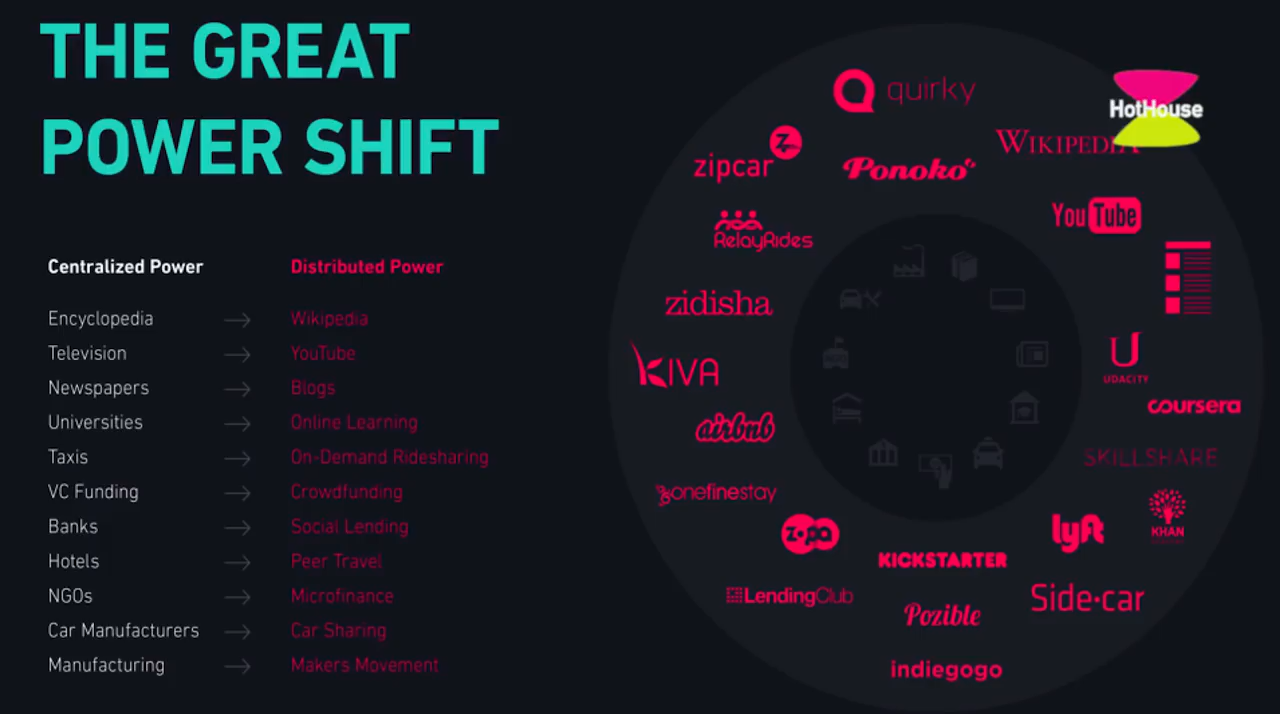 THE GREAT
POWER SHIFT
Centralized Power Distributed Power
Encyclopedia → Wikipedia
Television → YouTube
Newspapers → Blogs
Universities → Online Learning
Taxis → On-Demand Ridesharing
VC Funding → Crowdfunding
Banks → Social Lending
Hotels → Peer Travel
NGOs → Microfinance
Car Manufacturers → Car Sharing
Manufacturing → Makers Movement
quirky
HotHouse
WIKIPEDIA
zipcar
Ponoko
YouTube
RelayRides
zidisha
KIVA
UDACITY
coursera
airbnb
SKILLSHARE
onefinestay
KHAN
zopa
lyft
KICKSTARTER
LendingClub
Side·car
Pozible
indiegogo